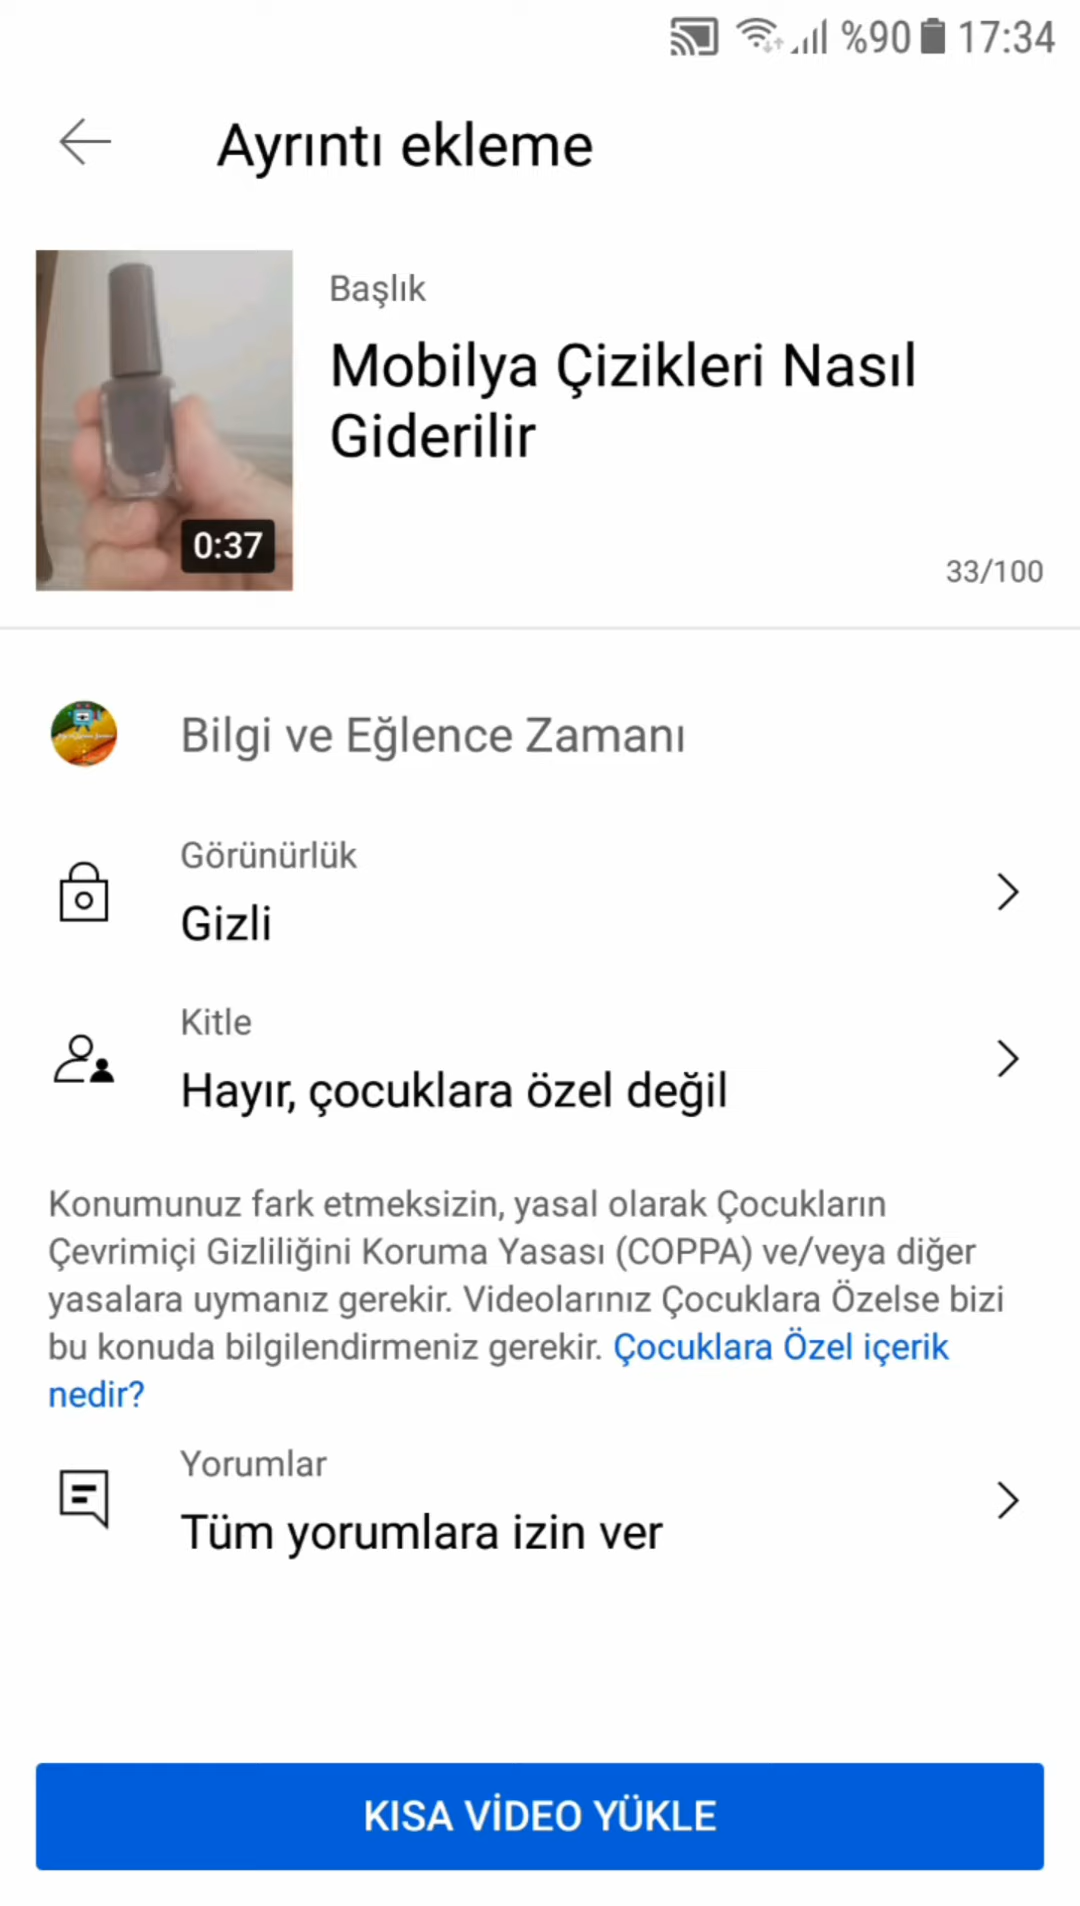 %90 17:34
Ayrıntı ekleme
Başlık
Mobilya Çizikleri Nasıl
Giderilir
0:37
33/100
Bilgi ve Eğlence Zamanı
Görünürlük
Gizli
Kitle
Hayır, çocuklara özel değil
Konumunuz fark etmeksizin, yasal olarak Çocukların
Çevrimiçi Gizliliğini Koruma Yasası (COPPA) ve/veya diğer
yasalara uymanız gerekir. Videolarınız Çocuklara Özelse bizi
bu konuda bilgilendirmeniz gerekir. Çocuklara Özel içerik
nedir?
Yorumlar
Tüm yorumlara izin ver
KISA VİDEO YÜKLE